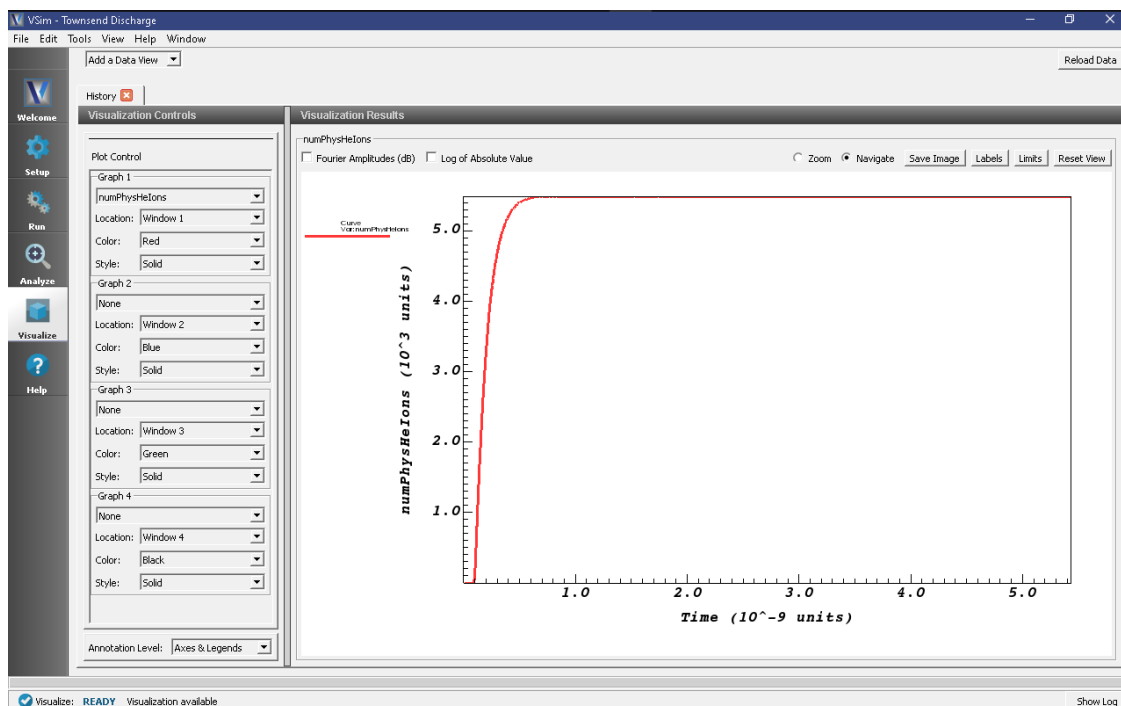 VSim - Townsend Discharge
File Edit Tools View Help Window
Add a Data View
Reload Data
History
Welcome
Setup
Run
Analyze
Visualize
Help
Visualization Controls
Plot Control
Graph 1
numPhysHeIons
Location: Window 1
Color: Red
Style: Solid
Graph 2
None
Location: Window 2
Color: Blue
Style: Solid
Graph 3
None
Location: Window 3
Color: Green
Style: Solid
Graph 4
None
Location: Window 4
Color: Black
Style: Solid
Annotation Level: Axes & Legends
Visualization Results
numPhysHeIons
Fourier Amplitudes (dB) Log of Absolute Value
Zoom Navigate Save Image Labels Limits Reset View
Curve
Var: numPhysHeIons
numPhysHeIons (10^3 units)
5.0
4.0
3.0
2.0
1.0
1.0 2.0 3.0 4.0 5.0
Time (10^-9 units)
Visualize: READY Visualization available
Show Log